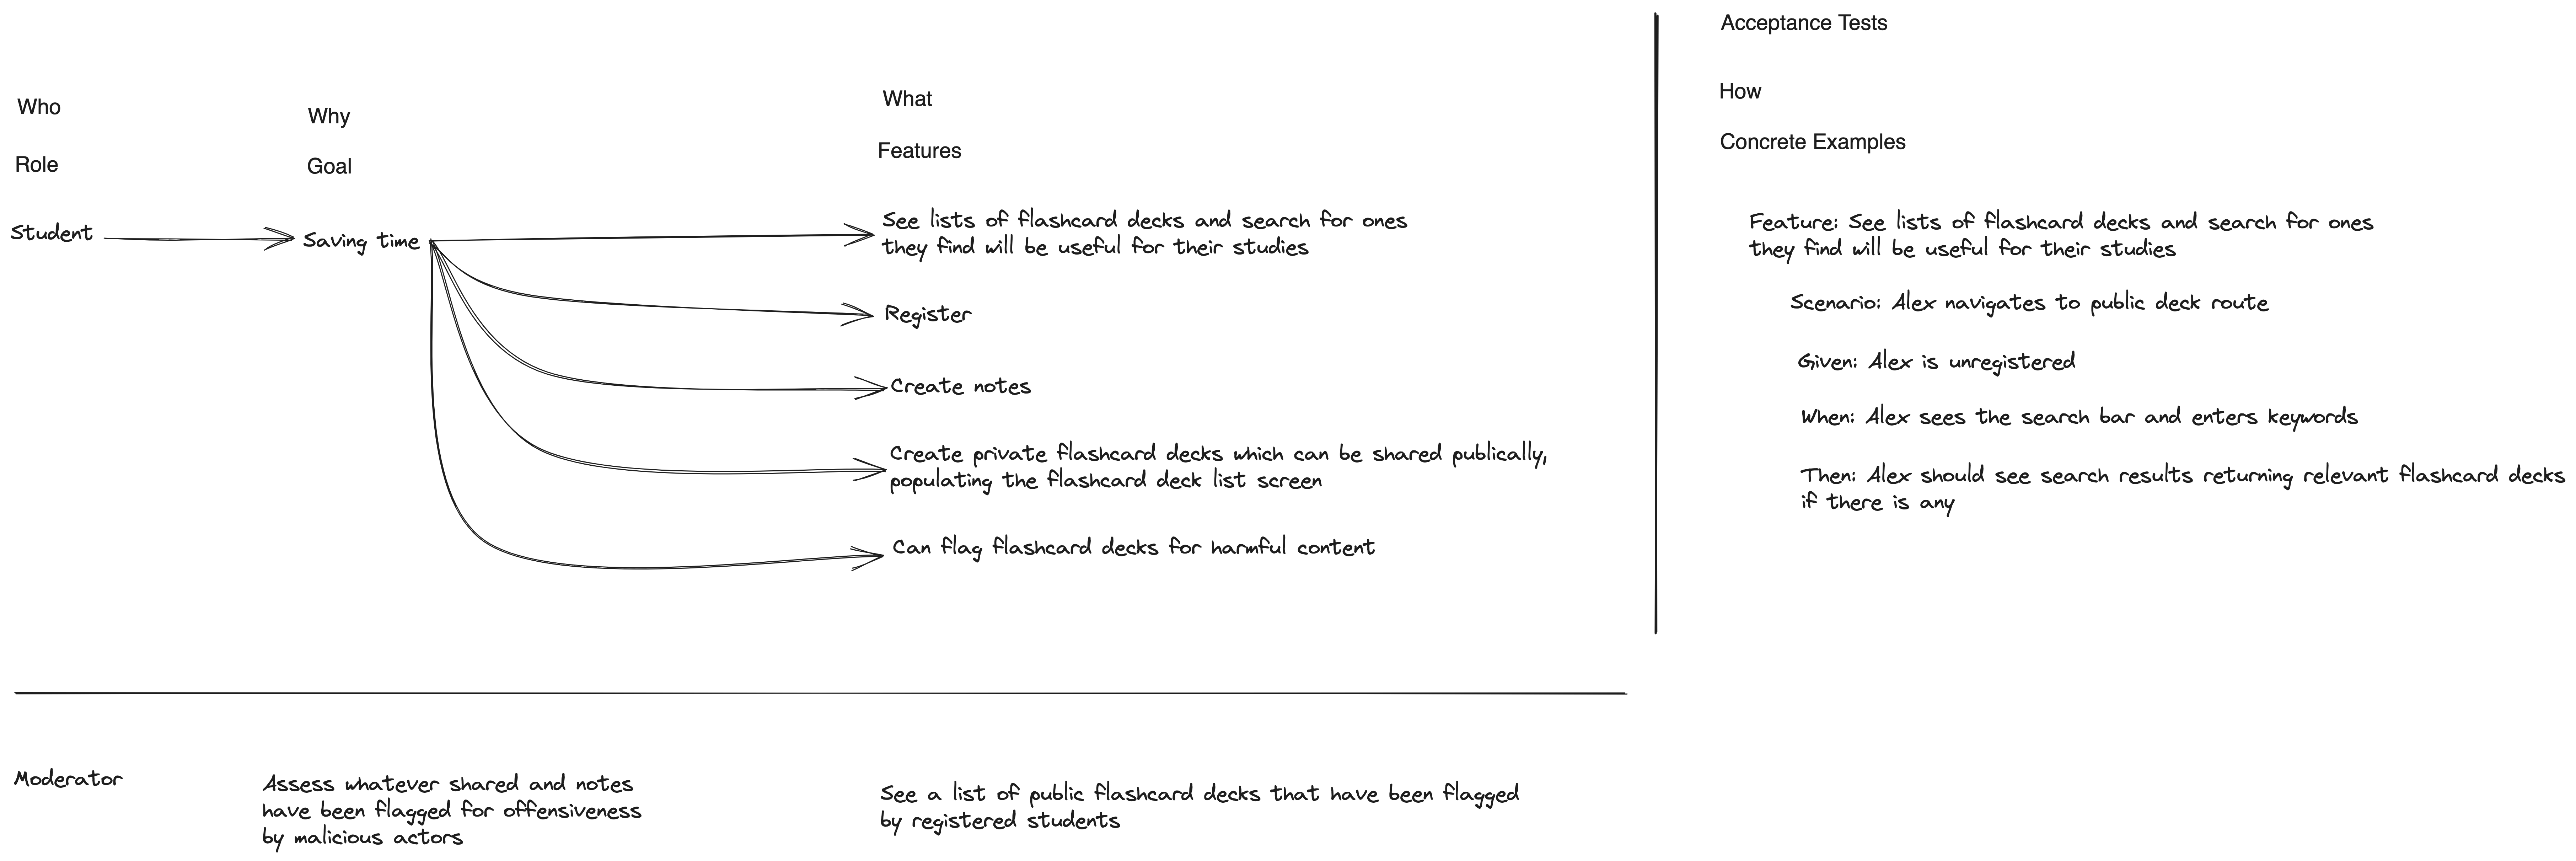 Who
Role
Student
Why
Goal
Saving time
What
Features
See lists of flashcard decks and search for ones
they find will be useful for their studies
Register
Create notes
Create private flashcard decks which can be shared publically,
populating the flashcard deck list screen
Can flag flashcard decks for harmful content
Acceptance Tests
How
Concrete Examples
Feature: See lists of flashcard decks and search for ones
they find will be useful for their studies
Scenario: Alex navigates to public deck route
Given: Alex is unregistered
When: Alex sees the search bar and enters keywords
Then: Alex should see search results returning relevant flashcard decks
if there is any
Moderator
Assess whatever shared and notes
have been flagged for offensiveness
by malicious actors
See a list of public flashcard decks that have been flagged
by registered students